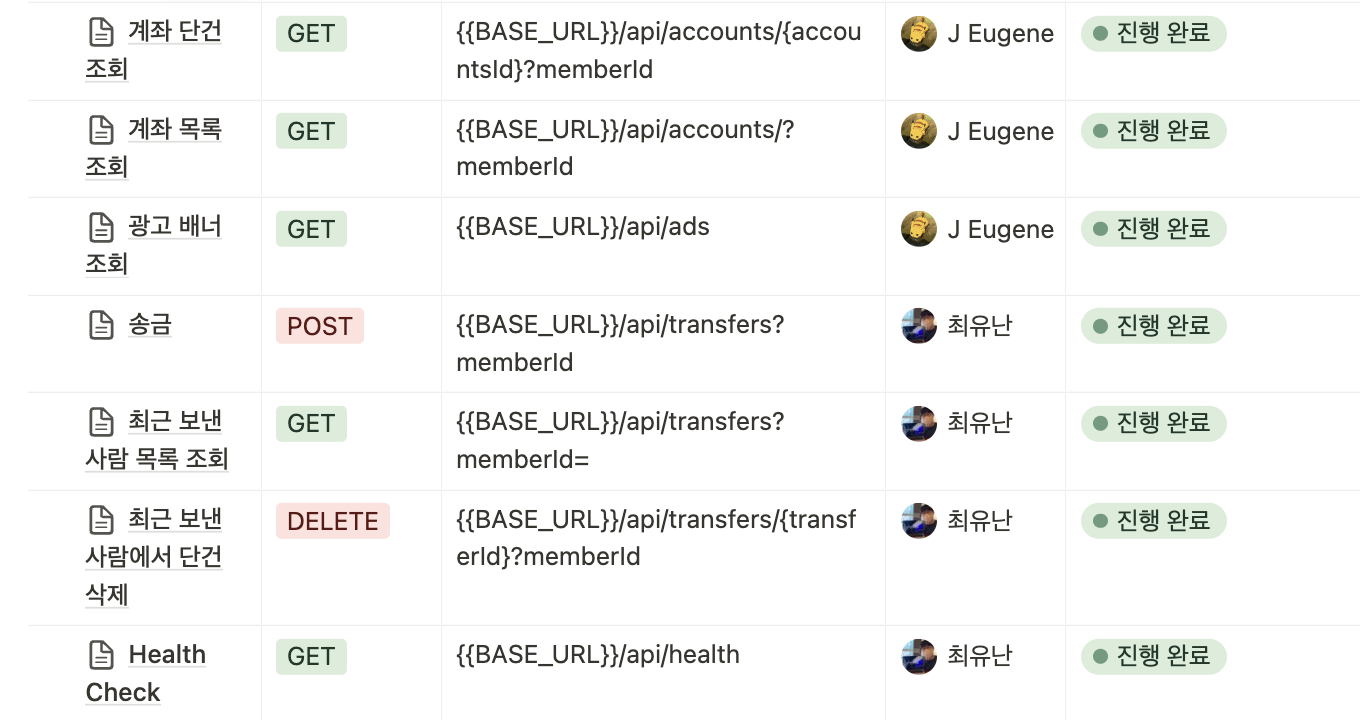 계좌 단건 GET {{BASE_URL}}/api/accounts/{accou J Eugene 진행 완료
조회 ntsId}?memberId
계좌 목록 GET {{BASE_URL}}/api/accounts/? J Eugene 진행 완료
조회 memberId
광고 배너 GET {{BASE_URL}}/api/ads J Eugene 진행 완료
조회
송금 POST {{BASE_URL}}/api/transfers? 최유난 진행 완료
memberId
최근 보낸 GET {{BASE_URL}}/api/transfers? 최유난 진행 완료
사람 목록 조회 memberId=
최근 보낸 DELETE {{BASE_URL}}/api/transfers/{transf 최유난 진행 완료
사람에서 단건 erId}?memberId
삭제
Health GET {{BASE_URL}}/api/health 최유난 진행 완료
Check